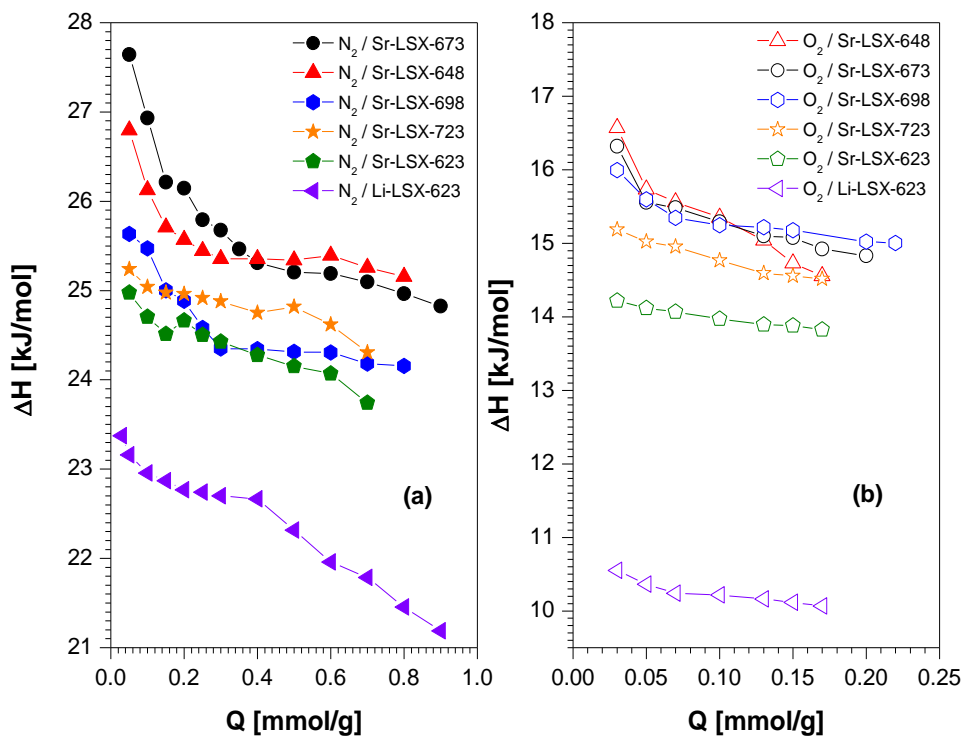 28
27
26
25
24
23
22
21
ΔH [kJ/mol]
0.0 0.2 0.4 0.6 0.8 1.0
Q [mmol/g]
N2 / Sr-LSX-673
N2 / Sr-LSX-648
N2 / Sr-LSX-698
N2 / Sr-LSX-723
N2 / Sr-LSX-623
N2 / Li-LSX-623
(a)
18
17
16
15
14
13
12
11
10
ΔH [kJ/mol]
0.00 0.05 0.10 0.15 0.20 0.25
Q [mmol/g]
O2 / Sr-LSX-648
O2 / Sr-LSX-673
O2 / Sr-LSX-698
O2 / Sr-LSX-723
O2 / Sr-LSX-623
O2 / Li-LSX-623
(b)